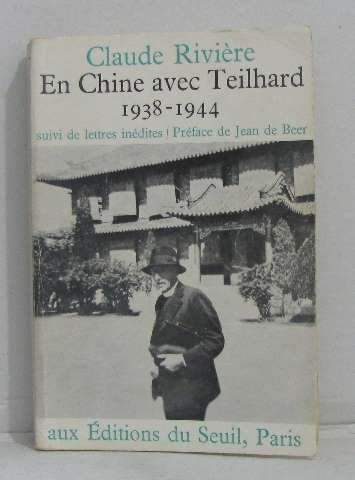 Claude Rivière
En Chine avec Teilhard
1938-1944
suivi de lettres inédites / Préface de Jean de Beer
aux Éditions du Seuil, Paris